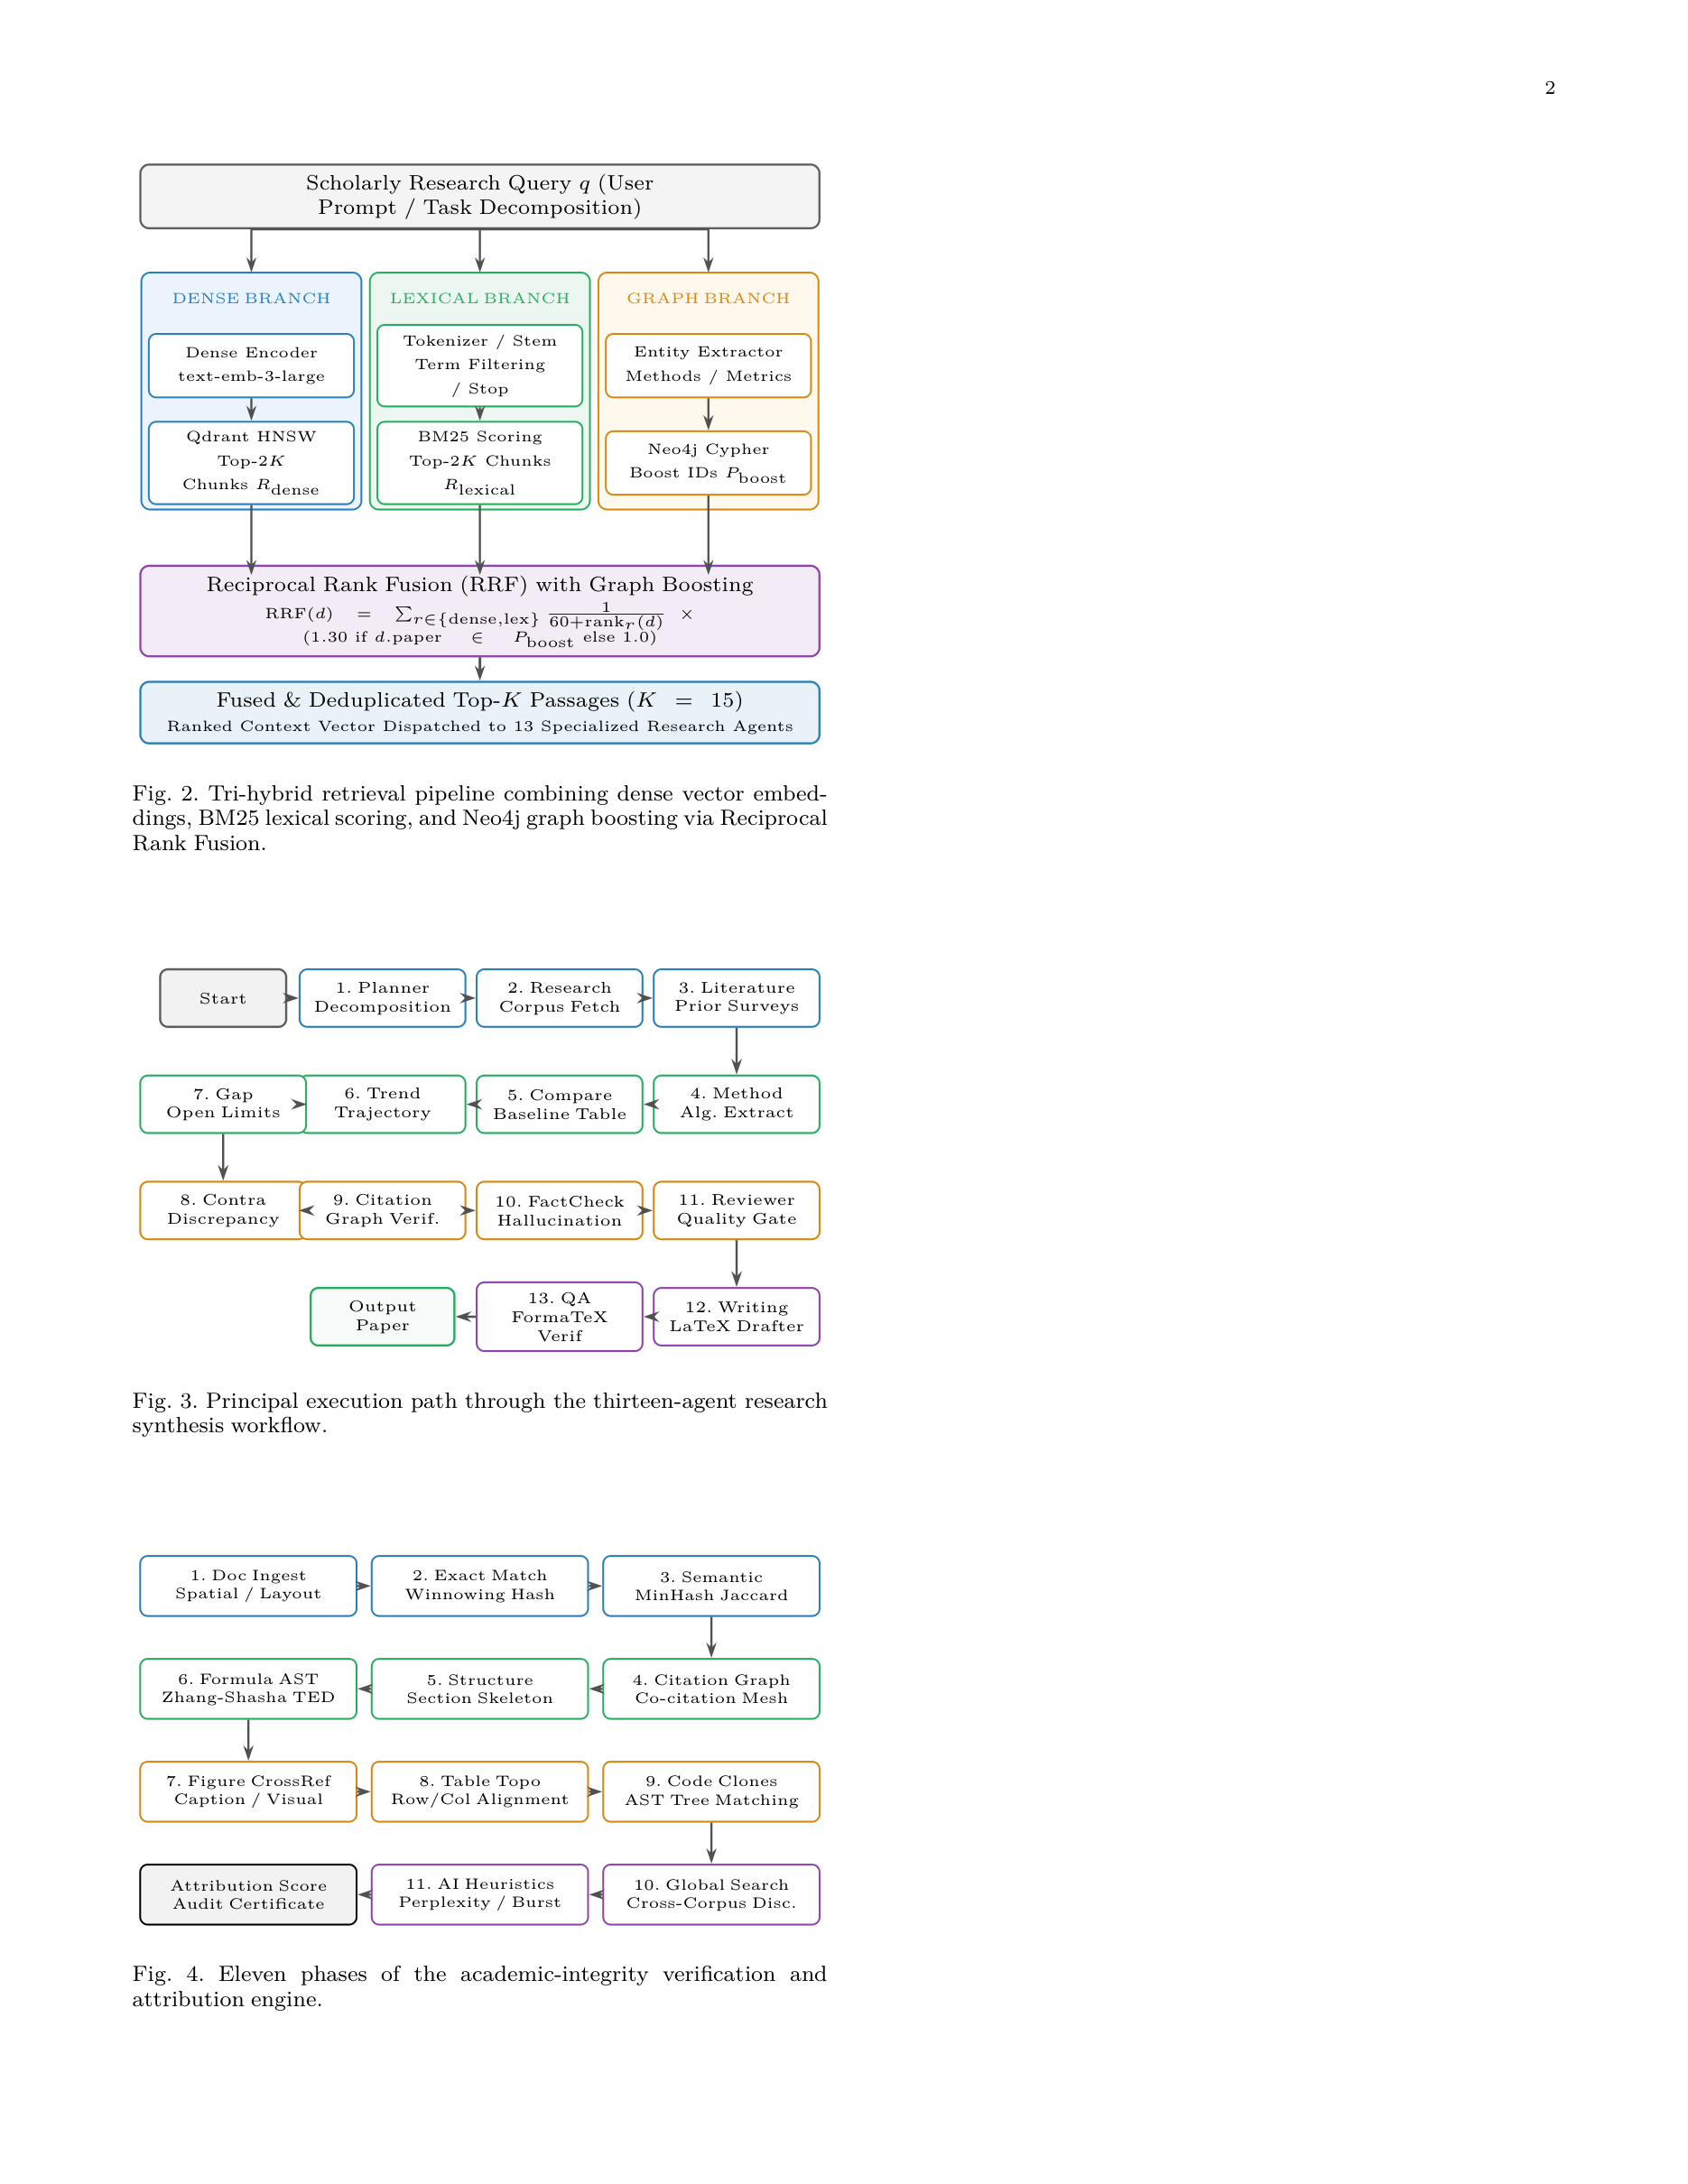 2
Scholarly Research Query q (User
Prompt / Task Decomposition)
DENSE BRANCH
Dense Encoder
text-emb-3-large
Qdrant HNSW
Top-2K
Chunks R_dense
LEXICAL BRANCH
Tokenizer / Stem
Term Filtering
/ Stop
BM25 Scoring
Top-2K Chunks
R_lexical
GRAPH BRANCH
Entity Extractor
Methods / Metrics
Neo4j Cypher
Boost IDs P_boost
Reciprocal Rank Fusion (RRF) with Graph Boosting
RRF(d) = ∑_{r∈{dense,lex}} 1/(60+rank_r(d)) ×
(1.30 if d.paper ∈ P_boost else 1.0)
Fused & Deduplicated Top-K Passages (K = 15)
Ranked Context Vector Dispatched to 13 Specialized Research Agents
Fig. 2. Tri-hybrid retrieval pipeline combining dense vector embed-
dings, BM25 lexical scoring, and Neo4j graph boosting via Reciprocal
Rank Fusion.
Start
1. Planner
Decomposition
2. Research
Corpus Fetch
3. Literature
Prior Surveys
7. Gap
Open Limits
6. Trend
Trajectory
5. Compare
Baseline Table
4. Method
Alg. Extract
8. Contra
Discrepancy
9. Citation
Graph Verif.
10. FactCheck
Hallucination
11. Reviewer
Quality Gate
Output
Paper
13. QA
FormaTeX
Verif
12. Writing
LaTeX Drafter
Fig. 3. Principal execution path through the thirteen-agent research
synthesis workflow.
1. Doc Ingest
Spatial / Layout
2. Exact Match
Winnowing Hash
3. Semantic
MinHash Jaccard
6. Formula AST
Zhang-Shasha TED
5. Structure
Section Skeleton
4. Citation Graph
Co-citation Mesh
7. Figure CrossRef
Caption / Visual
8. Table Topo
Row/Col Alignment
9. Code Clones
AST Tree Matching
Attribution Score
Audit Certificate
11. AI Heuristics
Perplexity / Burst
10. Global Search
Cross-Corpus Disc.
Fig. 4. Eleven phases of the academic-integrity verification and
attribution engine.